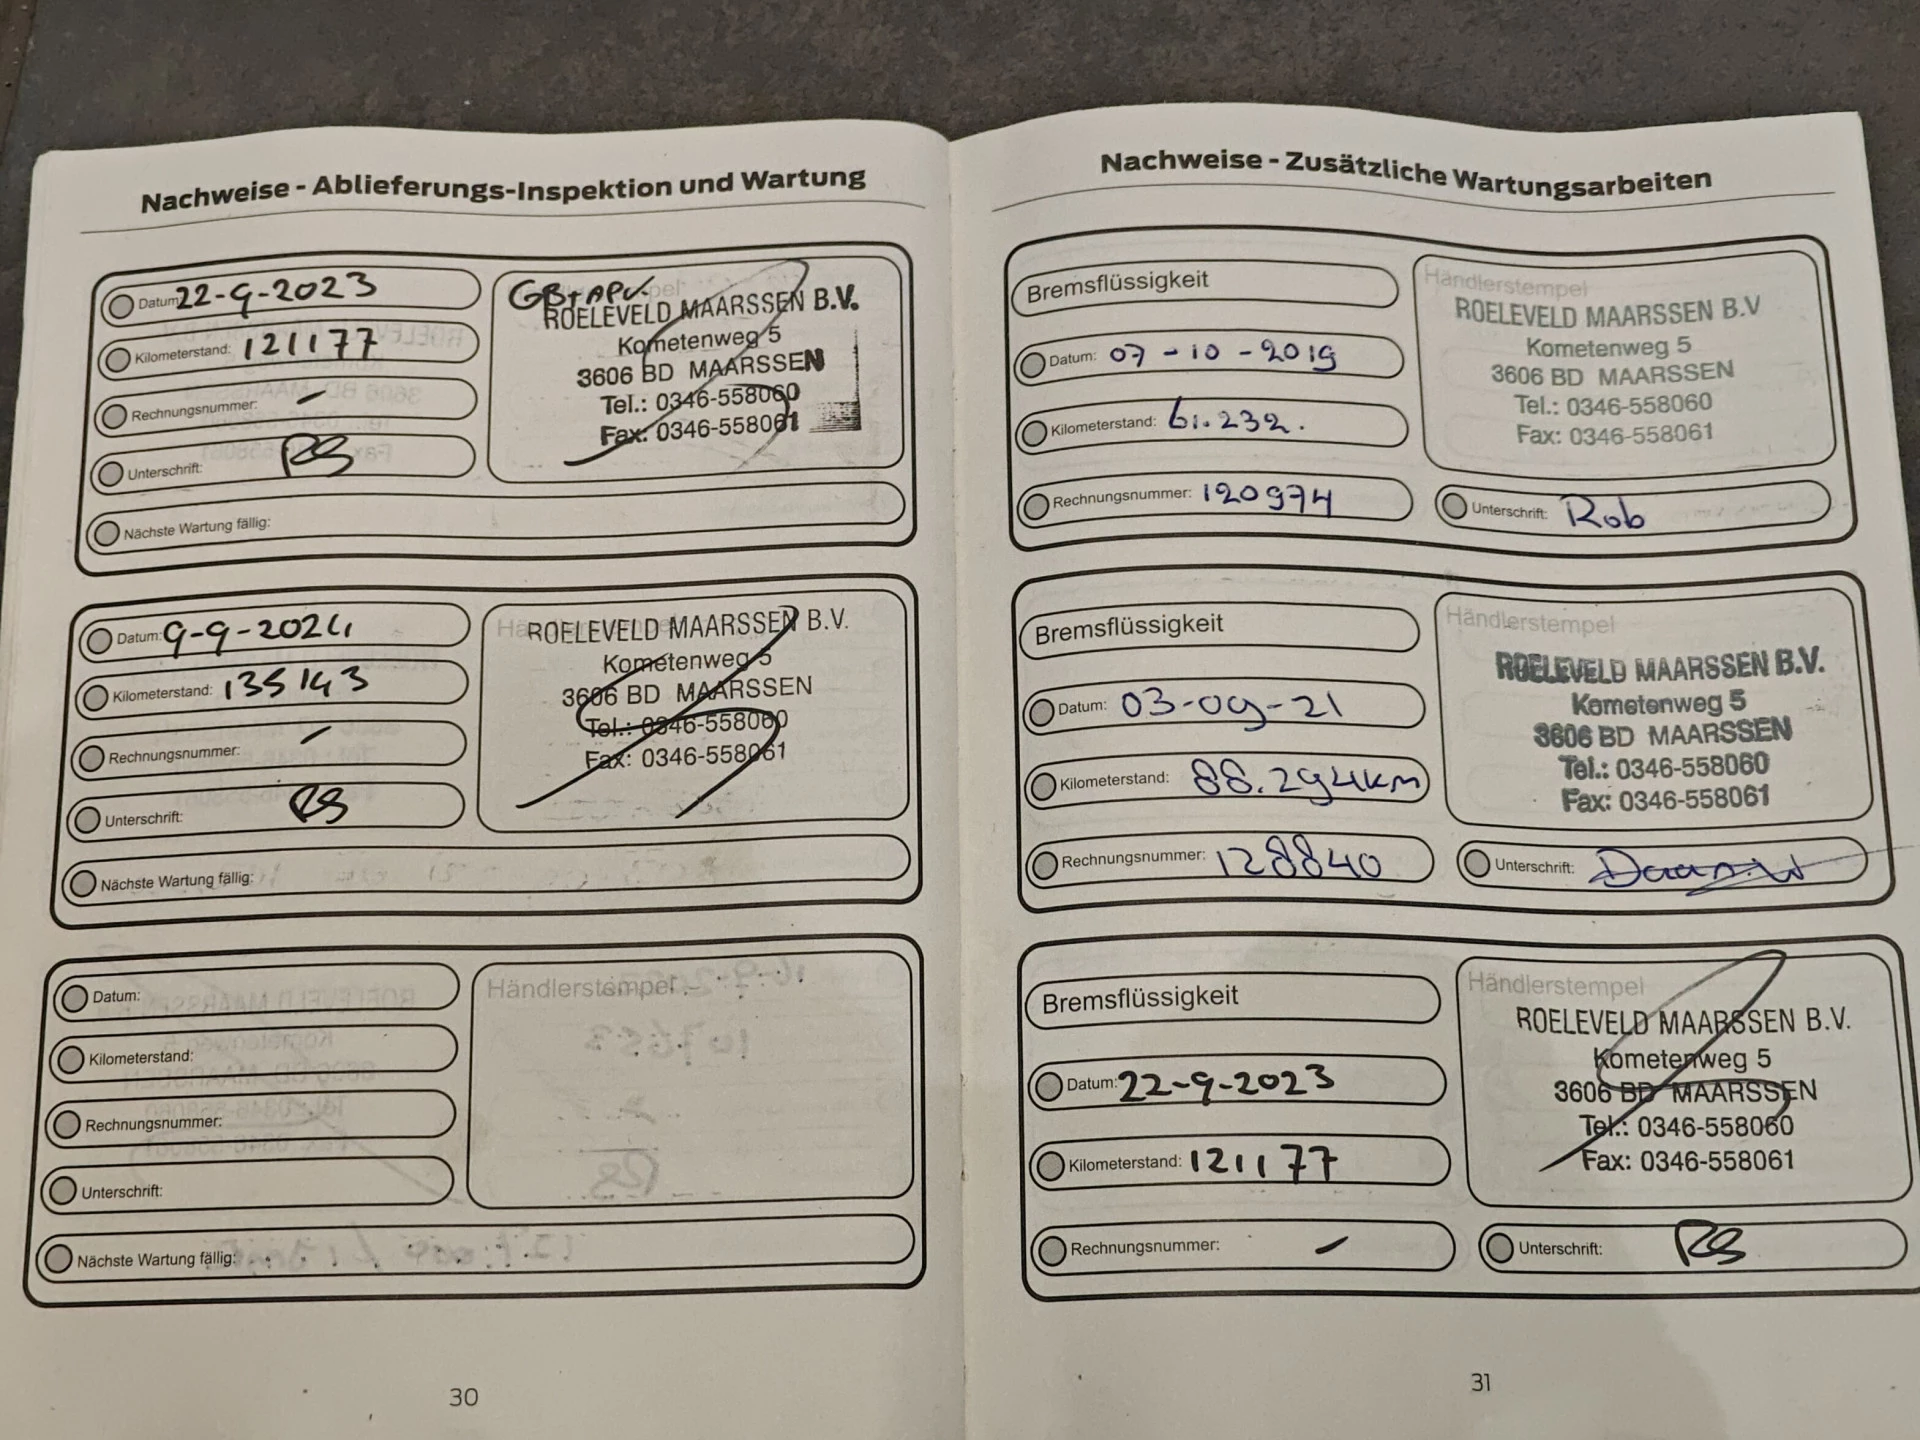 Nachweise - Ablieferungs-Inspektion und Wartung
Datum: 22-9-2023
Kilometerstand: 121177
Rechnungsnummer: -
Unterschrift: RS
Nächste Wartung fällig:
GB+APK
ROELEVELD MAARSSEN B.V.
Kometenweg 5
3606 BD MAARSSEN
Tel.: 0346-558060
Fax: 0346-558061
Datum: 9-9-2024
Kilometerstand: 135143
Rechnungsnummer: -
Unterschrift: RS
Nächste Wartung fällig:
ROELEVELD MAARSSEN B.V.
Kometenweg 5
3606 BD MAARSSEN
Tel.: 0346-558060
Fax: 0346-558061
Datum:
Kilometerstand:
Rechnungsnummer:
Unterschrift:
Nächste Wartung fällig:
Händlerstempel
30
Nachweise - Zusätzliche Wartungsarbeiten
Bremsflüssigkeit
Datum: 07-10-2019
Kilometerstand: 61.232.
Rechnungsnummer: 120974
Händlerstempel
ROELEVELD MAARSSEN B.V
Kometenweg 5
3606 BD MAARSSEN
Tel.: 0346-558060
Fax: 0346-558061
Unterschrift: Rob
Bremsflüssigkeit
Datum: 03-09-21
Kilometerstand: 88.294km
Rechnungsnummer: 128840
Händlerstempel
ROELEVELD MAARSSEN B.V.
Kometenweg 5
3606 BD MAARSSEN
Tel.: 0346-558060
Fax: 0346-558061
Unterschrift:
Bremsflüssigkeit
Datum: 22-9-2023
Kilometerstand: 121177
Rechnungsnummer: -
Händlerstempel
ROELEVELD MAARSSEN B.V.
Kometenweg 5
3606 BD MAARSSEN
Tel.: 0346-558060
Fax: 0346-558061
Unterschrift: RS
31